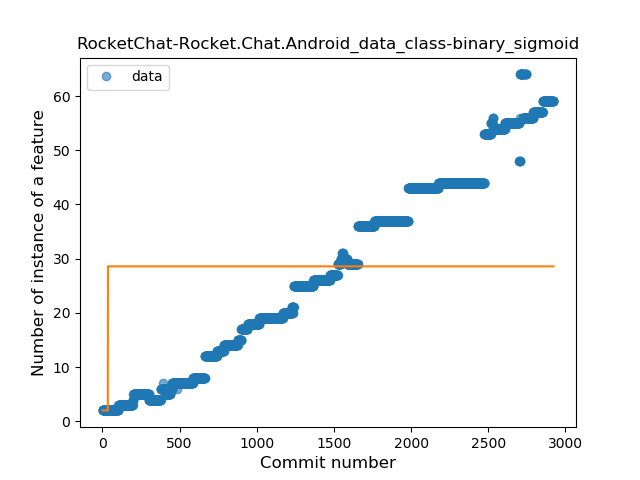 RocketChat-Rocket.Chat.Android_data_class-binary_sigmoid
data
Number of instance of a feature
60
50
40
30
20
10
0
0 500 1000 1500 2000 2500 3000
Commit number